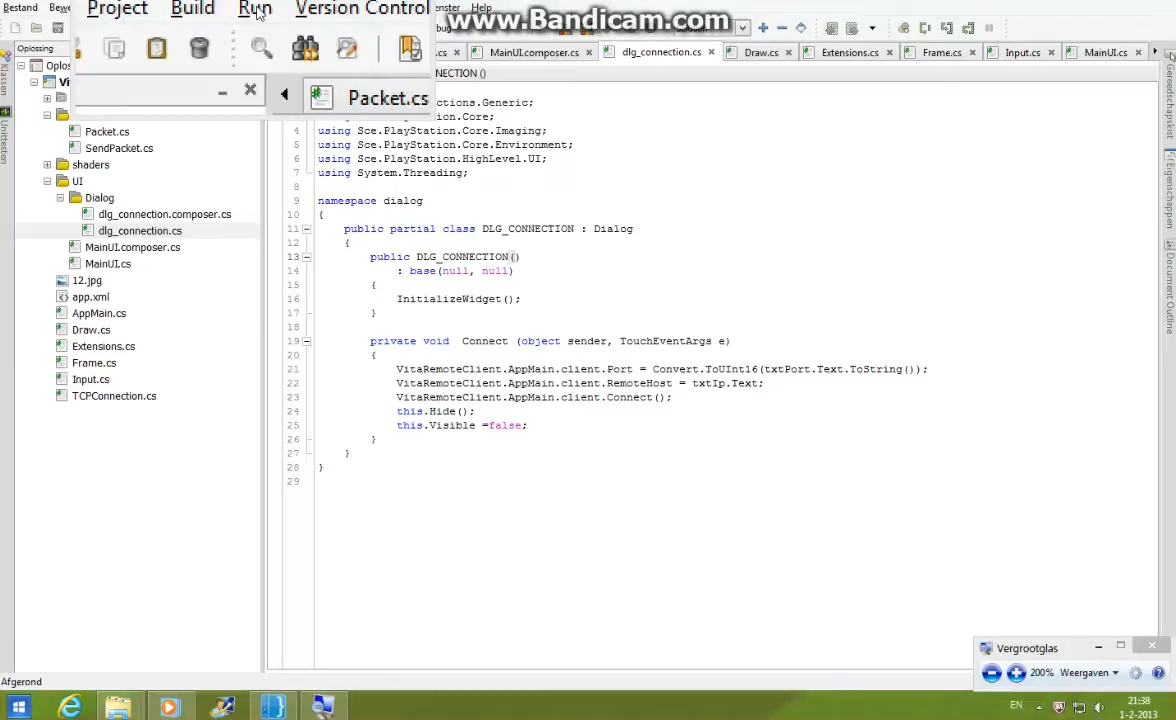 www.Bandicam.com
Bestand
Project Build Run Version Control
Help
MainUI.composer.cs dlg_connection.cs Draw.cs Extensions.cs Frame.cs Input.cs MainUI.cs
Oplossing
Packet.cs
Klassen
Unittesten
Packet.cs
SendPacket.cs
shaders
UI
Dialog
dlg_connection.composer.cs
dlg_connection.cs
MainUI.composer.cs
MainUI.cs
12.jpg
app.xml
AppMain.cs
Draw.cs
Extensions.cs
Frame.cs
Input.cs
TCPConnection.cs
4 using Sce.PlayStation.Core.Imaging;
5 using Sce.PlayStation.Core.Environment;
6 using Sce.PlayStation.HighLevel.UI;
7 using System.Threading;
8
9 namespace dialog
10 {
11 public partial class DLG_CONNECTION : Dialog
12 {
13 public DLG_CONNECTION()
14 : base(null, null)
15 {
16 InitializeWidget();
17 }
18
19 private void Connect (object sender, TouchEventArgs e)
20 {
21 VitaRemoteClient.AppMain.client.Port = Convert.ToUInt16(txtPort.Text.ToString());
22 VitaRemoteClient.AppMain.client.RemoteHost = txtIp.Text;
23 VitaRemoteClient.AppMain.client.Connect();
24 this.Hide();
25 this.Visible =false;
26 }
27 }
28 }
29
Gereedschapskist
Eigenschappen
Document Outline
Vergrootglas
200% Weergaven
Afgerond
EN
21:38
1-2-2013